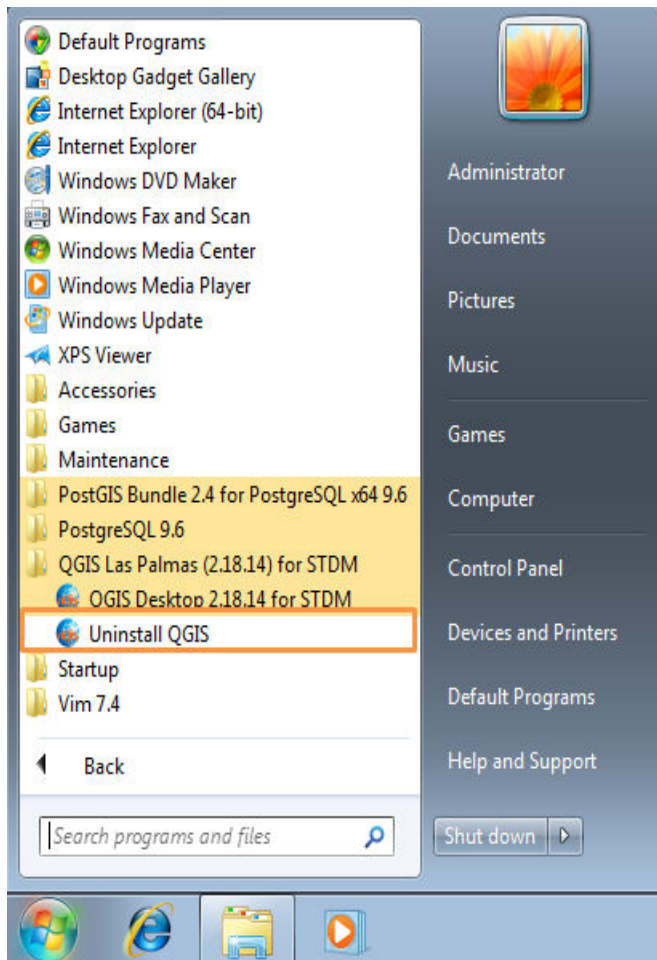 Default Programs
Desktop Gadget Gallery
Internet Explorer (64-bit)
Internet Explorer
Windows DVD Maker
Windows Fax and Scan
Windows Media Center
Windows Media Player
Windows Update
XPS Viewer
Accessories
Games
Maintenance
PostGIS Bundle 2.4 for PostgreSQL x64 9.6
PostgreSQL 9.6
QGIS Las Palmas (2.18.14) for STDM
QGIS Desktop 2.18.14 for STDM
Uninstall QGIS
Startup
Vim 7.4
Back
Search programs and files
Administrator
Documents
Pictures
Music
Games
Computer
Control Panel
Devices and Printers
Default Programs
Help and Support
Shut down